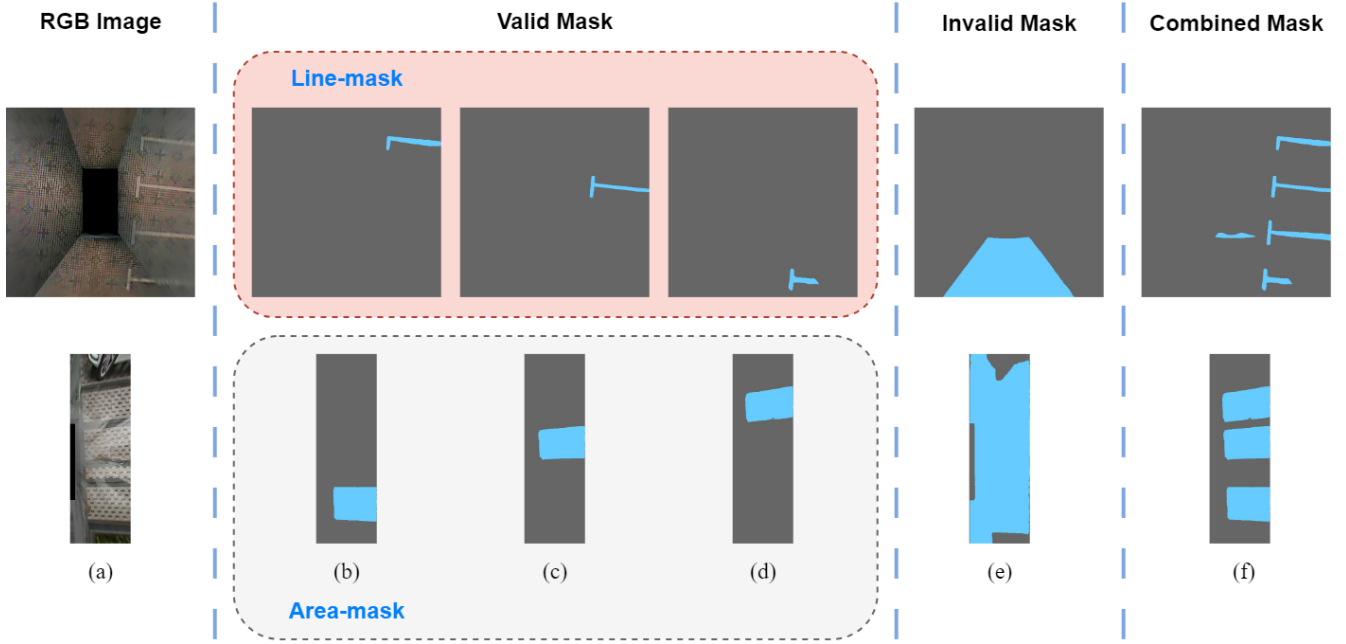 RGB Image
Valid Mask
Invalid Mask
Combined Mask
Line-mask
(a)
(b)
(c)
(d)
(e)
(f)
Area-mask